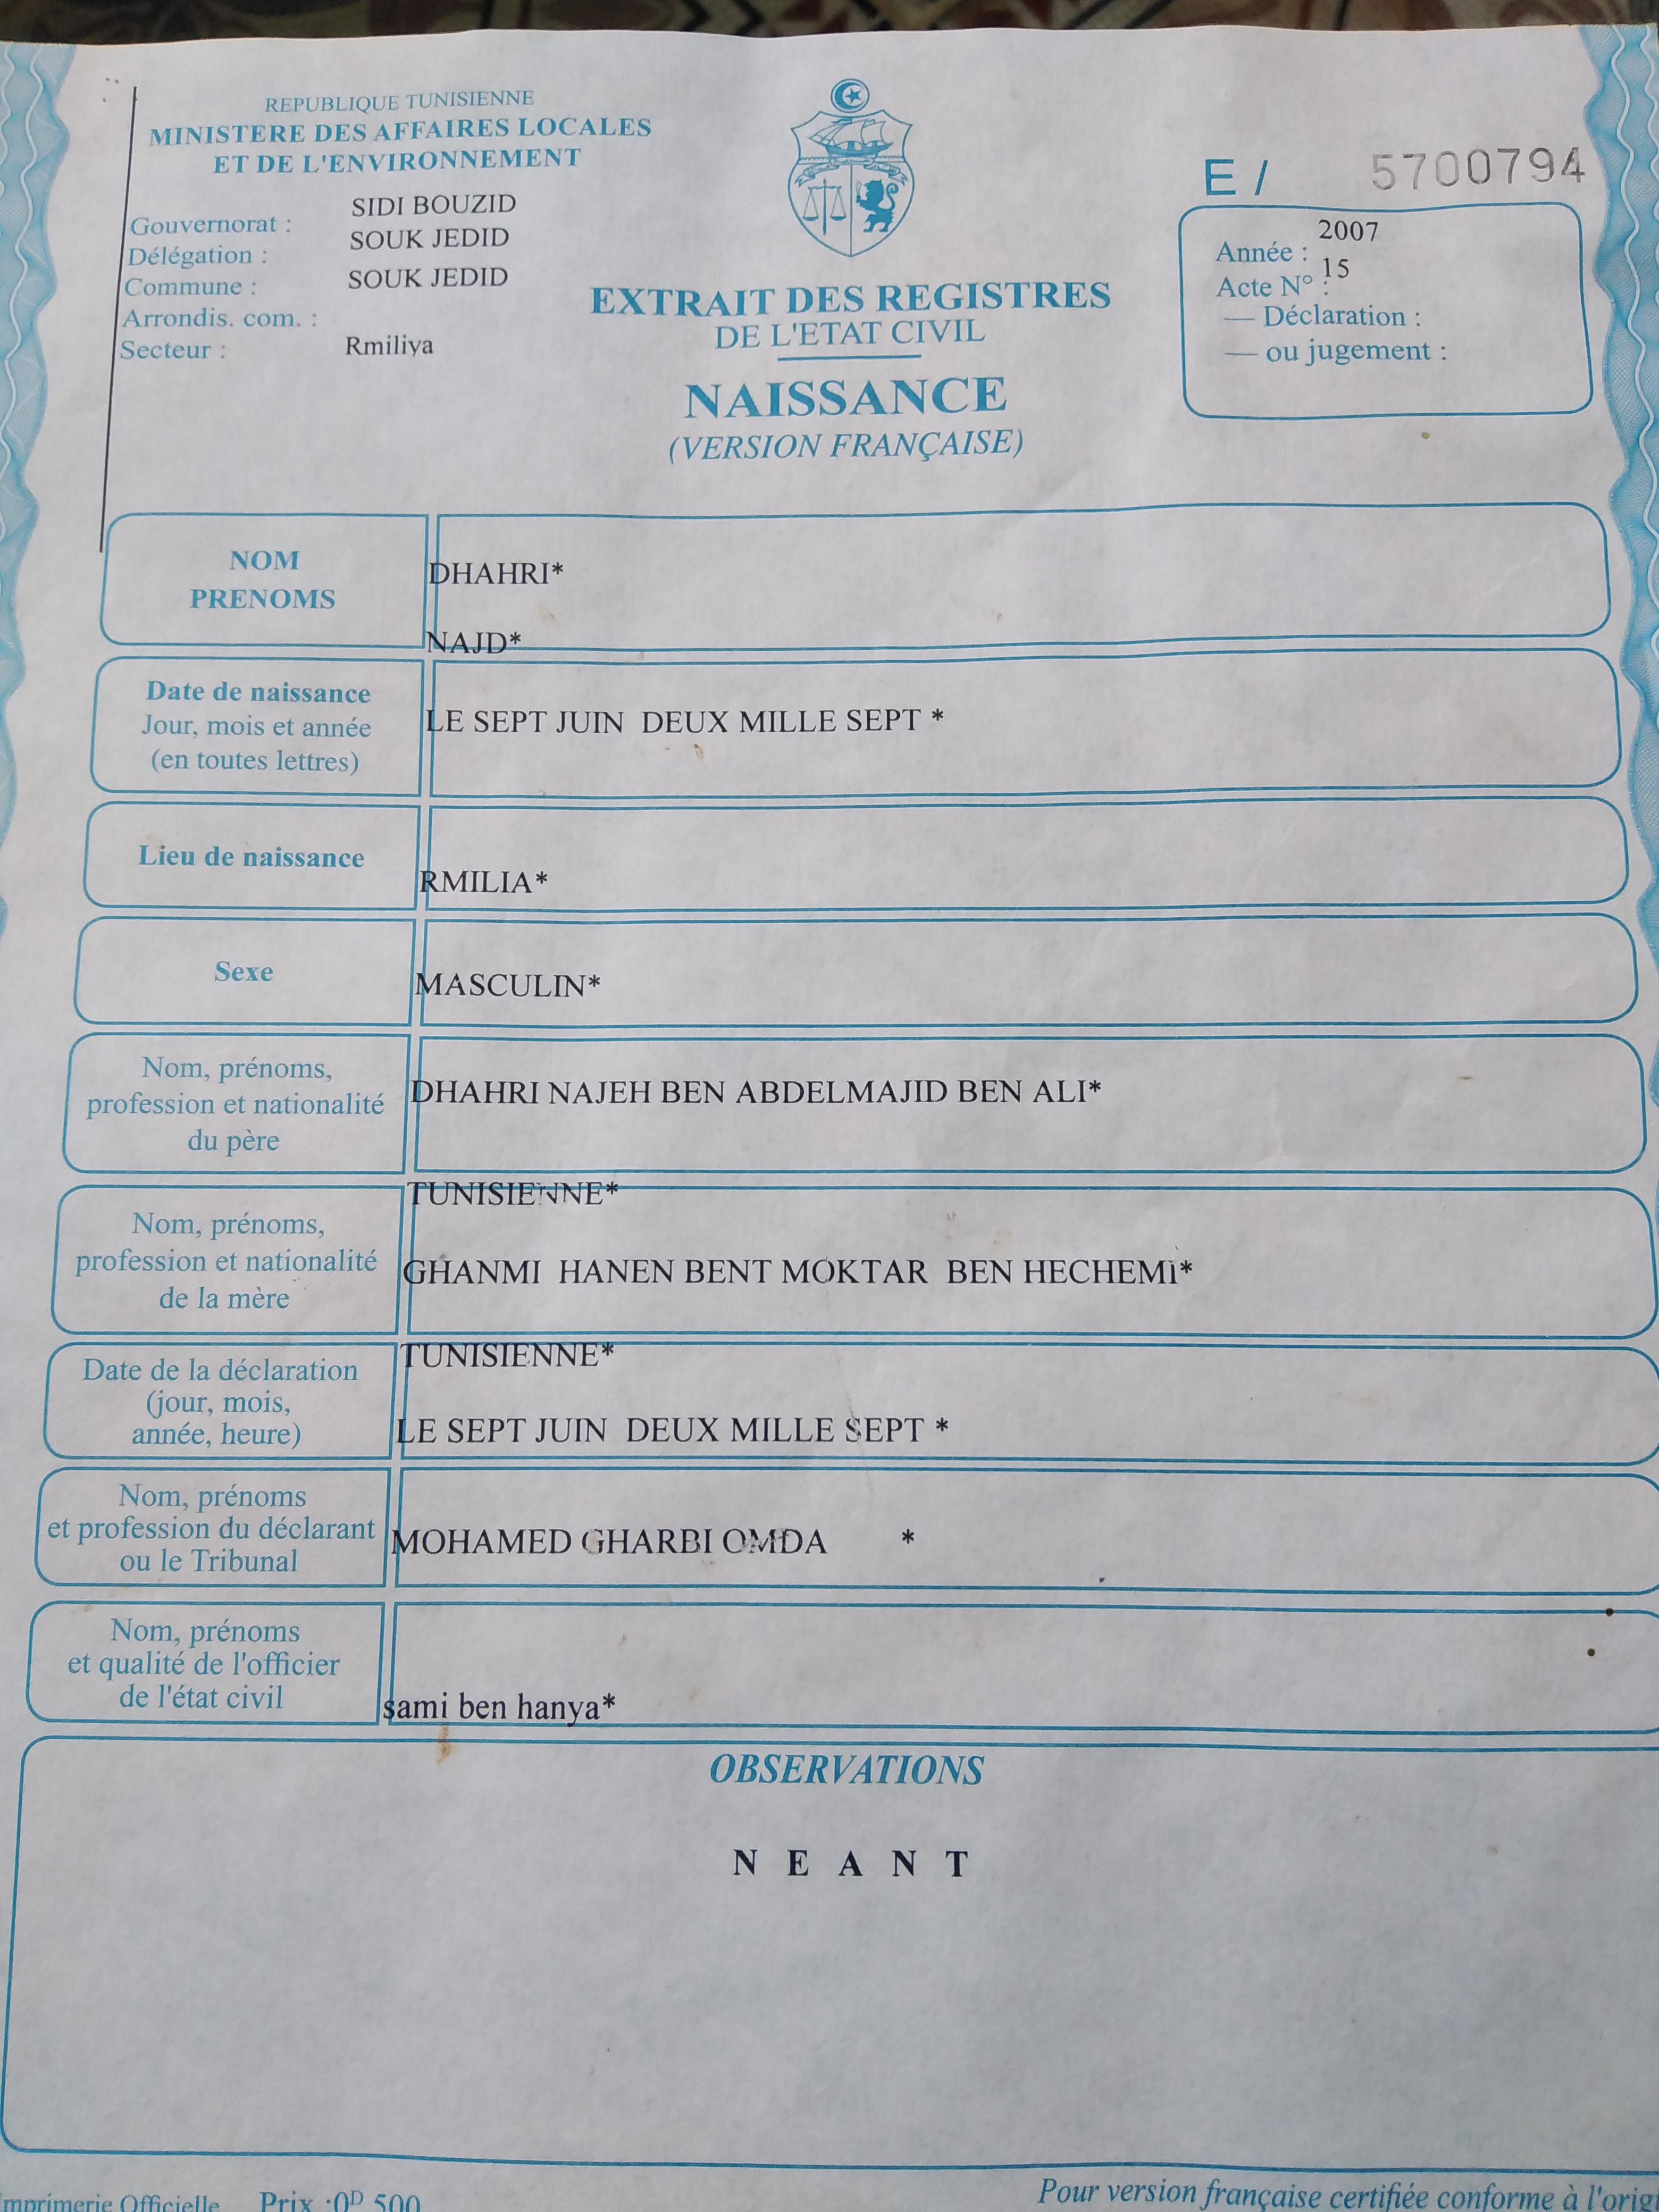 REPUBLIQUE TUNISIENNE
MINISTERE DES AFFAIRES LOCALES
ET DE L'ENVIRONNEMENT
Gouvernorat : SIDI BOUZID
Délégation : SOUK JEDID
Commune : SOUK JEDID
Arrondis. com. :
Secteur : Rmiliya
E / 5700794
Année : 2007
Acte N° : 15
— Déclaration :
— ou jugement :
EXTRAIT DES REGISTRES
DE L'ETAT CIVIL
NAISSANCE
(VERSION FRANÇAISE)
NOM
PRENOMS
DHAHRI*
NAJD*
Date de naissance
Jour, mois et année
(en toutes lettres)
LE SEPT JUIN DEUX MILLE SEPT *
Lieu de naissance
RMILIA*
Sexe
MASCULIN*
Nom, prénoms,
profession et nationalité
du père
DHAHRI NAJEH BEN ABDELMAJID BEN ALI*
TUNISIENNE*
Nom, prénoms,
profession et nationalité
de la mère
GHANMI HANEN BENT MOKTAR BEN HECHEMI*
TUNISIENNE*
Date de la déclaration
(jour, mois,
année, heure)
LE SEPT JUIN DEUX MILLE SEPT *
Nom, prénoms
et profession du déclarant
ou le Tribunal
MOHAMED GHARBI OMDA *
Nom, prénoms
et qualité de l'officier
de l'état civil
sami ben hanya*
OBSERVATIONS
N E A N T
Imprimerie Officielle Prix :0D 500
Pour version française certifiée conforme à l'orig